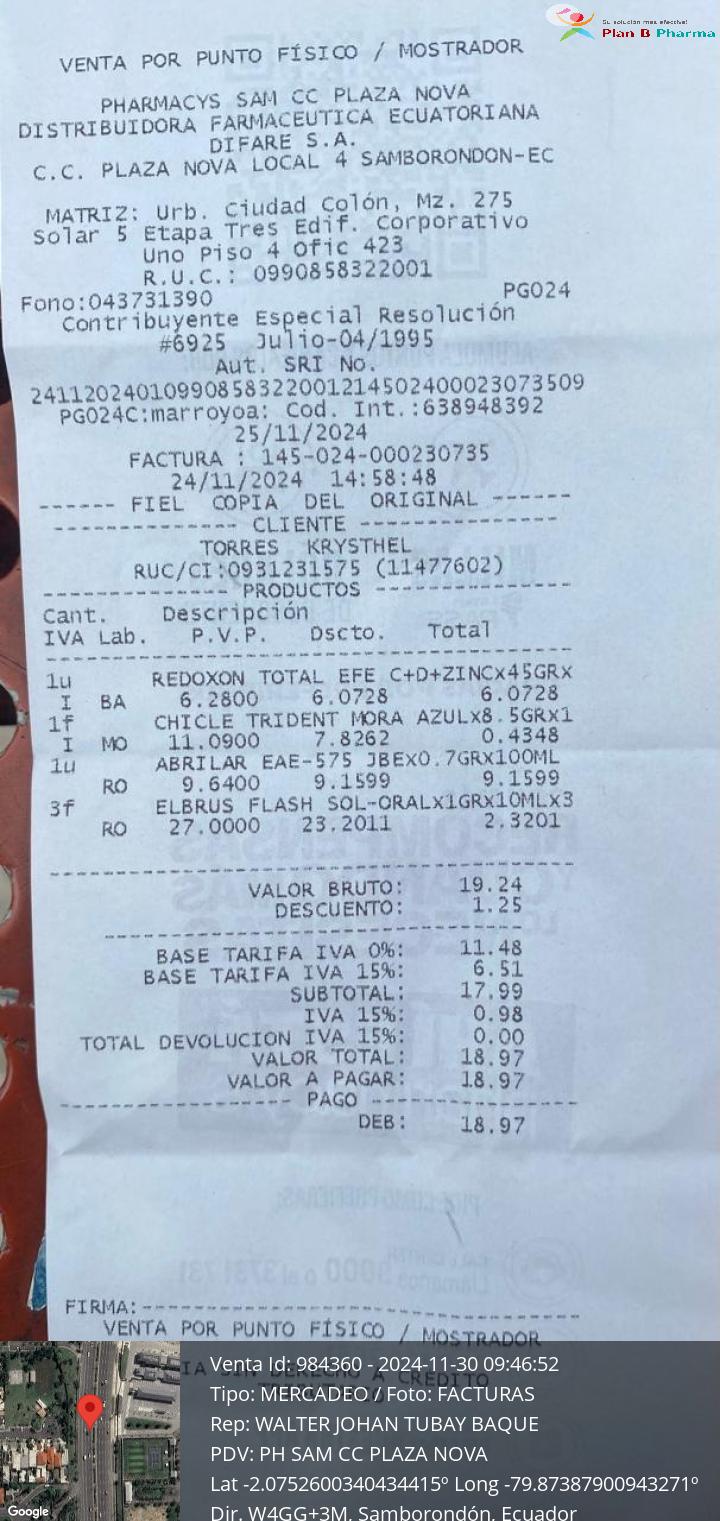 Su solución más efectiva!
Plan B Pharma
VENTA POR PUNTO FÍSICO / MOSTRADOR
PHARMACYS SAM CC PLAZA NOVA
DISTRIBUIDORA FARMACEUTICA ECUATORIANA
DIFARE S.A.
C.C. PLAZA NOVA LOCAL 4 SAMBORONDON-EC
MATRIZ: Urb. Ciudad Colón, Mz. 275
Solar 5 Etapa Tres Edif. Corporativo
Uno Piso 4 Ofic 423
R.U.C.: 0990858322001
Fono:043731390 PG024
Contribuyente Especial Resolución
#6925 Julio-04/1995
Aut. SRI No.
2411202401099085832200121450240002307350​9
PG024C:marroyoa: Cod. Int.:638948392
25/11/2024
FACTURA : 145-024-000230735
24/11/2024 14:58:48
------ FIEL COPIA DEL ORIGINAL ------
-------------- CLIENTE ---------------
TORRES KRYSTHEL
RUC/CI:0931231575 (11477602)
-------------- PRODUCTOS --------------
Cant. Descripción
IVA Lab. P.V.P. Dscto. Total
1u REDOXON TOTAL EFE C+D+ZINCx45GRx
I BA 6.2800 6.0728 6.0728
1f CHICLE TRIDENT MORA AZULx8.5GRx1
I MO 11.0900 7.8262 0.4348
1u ABRILAR EAE-575 JBEx0.7GRx100ML
RO 9.6400 9.1599 9.1599
3f ELBRUS FLASH SOL-ORALx1GRx10MLx3
RO 27.0000 23.2011 2.3201
VALOR BRUTO: 19.24
DESCUENTO: 1.25
BASE TARIFA IVA 0%: 11.48
BASE TARIFA IVA 15%: 6.51
SUBTOTAL: 17.99
IVA 15%: 0.98
TOTAL DEVOLUCION IVA 15%: 0.00
VALOR TOTAL: 18.97
VALOR A PAGAR: 18.97
----------------- PAGO ----------------
DEB: 18.97
FIRMA:------------------------------
VENTA POR PUNTO FÍSICO / MOSTRADOR
SIN DERECHO A CREDITO
Venta Id: 984360 - 2024-11-30 09:46:52
Tipo: MERCADEO / Foto: FACTURAS
Rep: WALTER JOHAN TUBAY BAQUE
PDV: PH SAM CC PLAZA NOVA
Lat -2.0752600340434415º Long -79.87387900943271º
Dir. W4GG+3M, Samborondón, Ecuador
Google